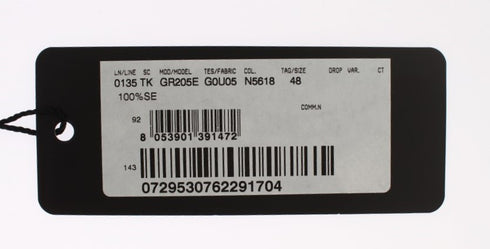 LN/LINE SC MOD/MODEL TES/FABRIC COL. TAG/SIZE DROP VAR. CT
0135 TK GR205E G0U05 N5618 48
100%SE
COMM.N
92
8 053901 391472
143
0729530762291704